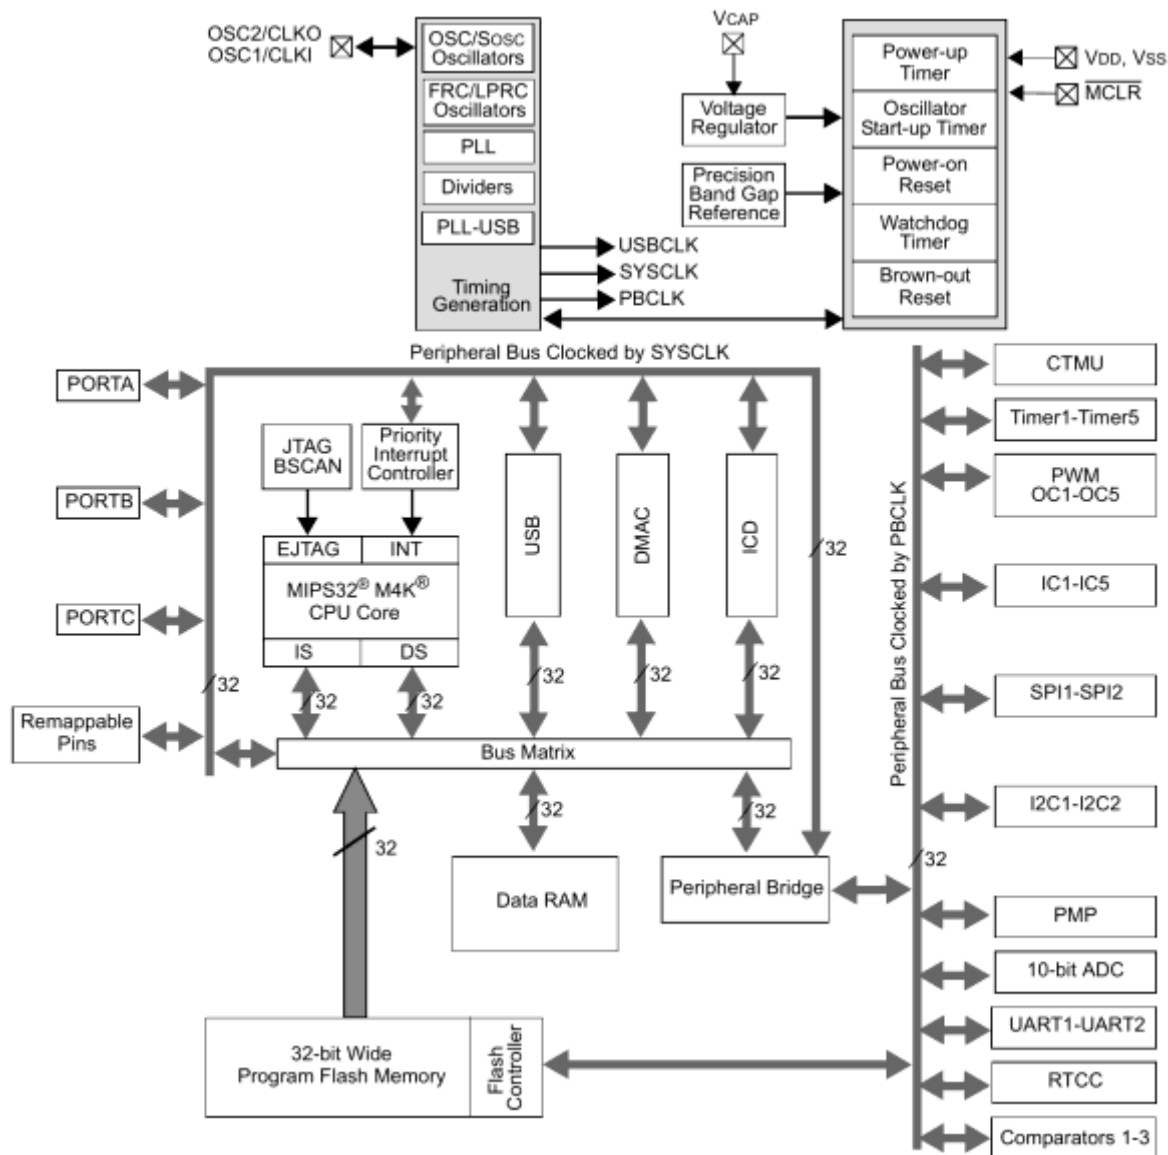 OSC2/CLKO
OSC1/CLKI
OSC/SOSC
Oscillators
FRC/LPRC
Oscillators
PLL
Dividers
PLL-USB
Timing
Generation
USBCLK
SYSCLK
PBCLK
VCAP
Voltage
Regulator
Precision
Band Gap
Reference
Power-up
Timer
Oscillator
Start-up Timer
Power-on
Reset
Watchdog
Timer
Brown-out
Reset
VDD, VSS
MCLR
Peripheral Bus Clocked by SYSCLK
PORTA
PORTB
PORTC
Remappable
Pins
32
JTAG
BSCAN
Priority
Interrupt
Controller
EJTAG
INT
MIPS32® M4K®
CPU Core
IS
DS
32
32
USB
32
DMAC
32
ICD
32
32
Bus Matrix
32
32
32
Data RAM
Peripheral Bridge
32-bit Wide
Program Flash Memory
Flash
Controller
Peripheral Bus Clocked by PBCLK
32
CTMU
Timer1-Timer5
PWM
OC1-OC5
IC1-IC5
SPI1-SPI2
I2C1-I2C2
PMP
10-bit ADC
UART1-UART2
RTCC
Comparators 1-3